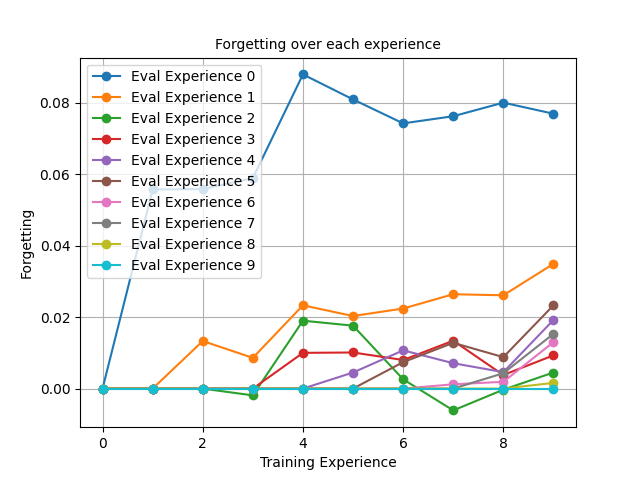 Forgetting over each experience
Eval Experience 0
Eval Experience 1
Eval Experience 2
Eval Experience 3
Eval Experience 4
Eval Experience 5
Eval Experience 6
Eval Experience 7
Eval Experience 8
Eval Experience 9
0.08
0.06
0.04
0.02
0.00
Forgetting
0 2 4 6 8
Training Experience